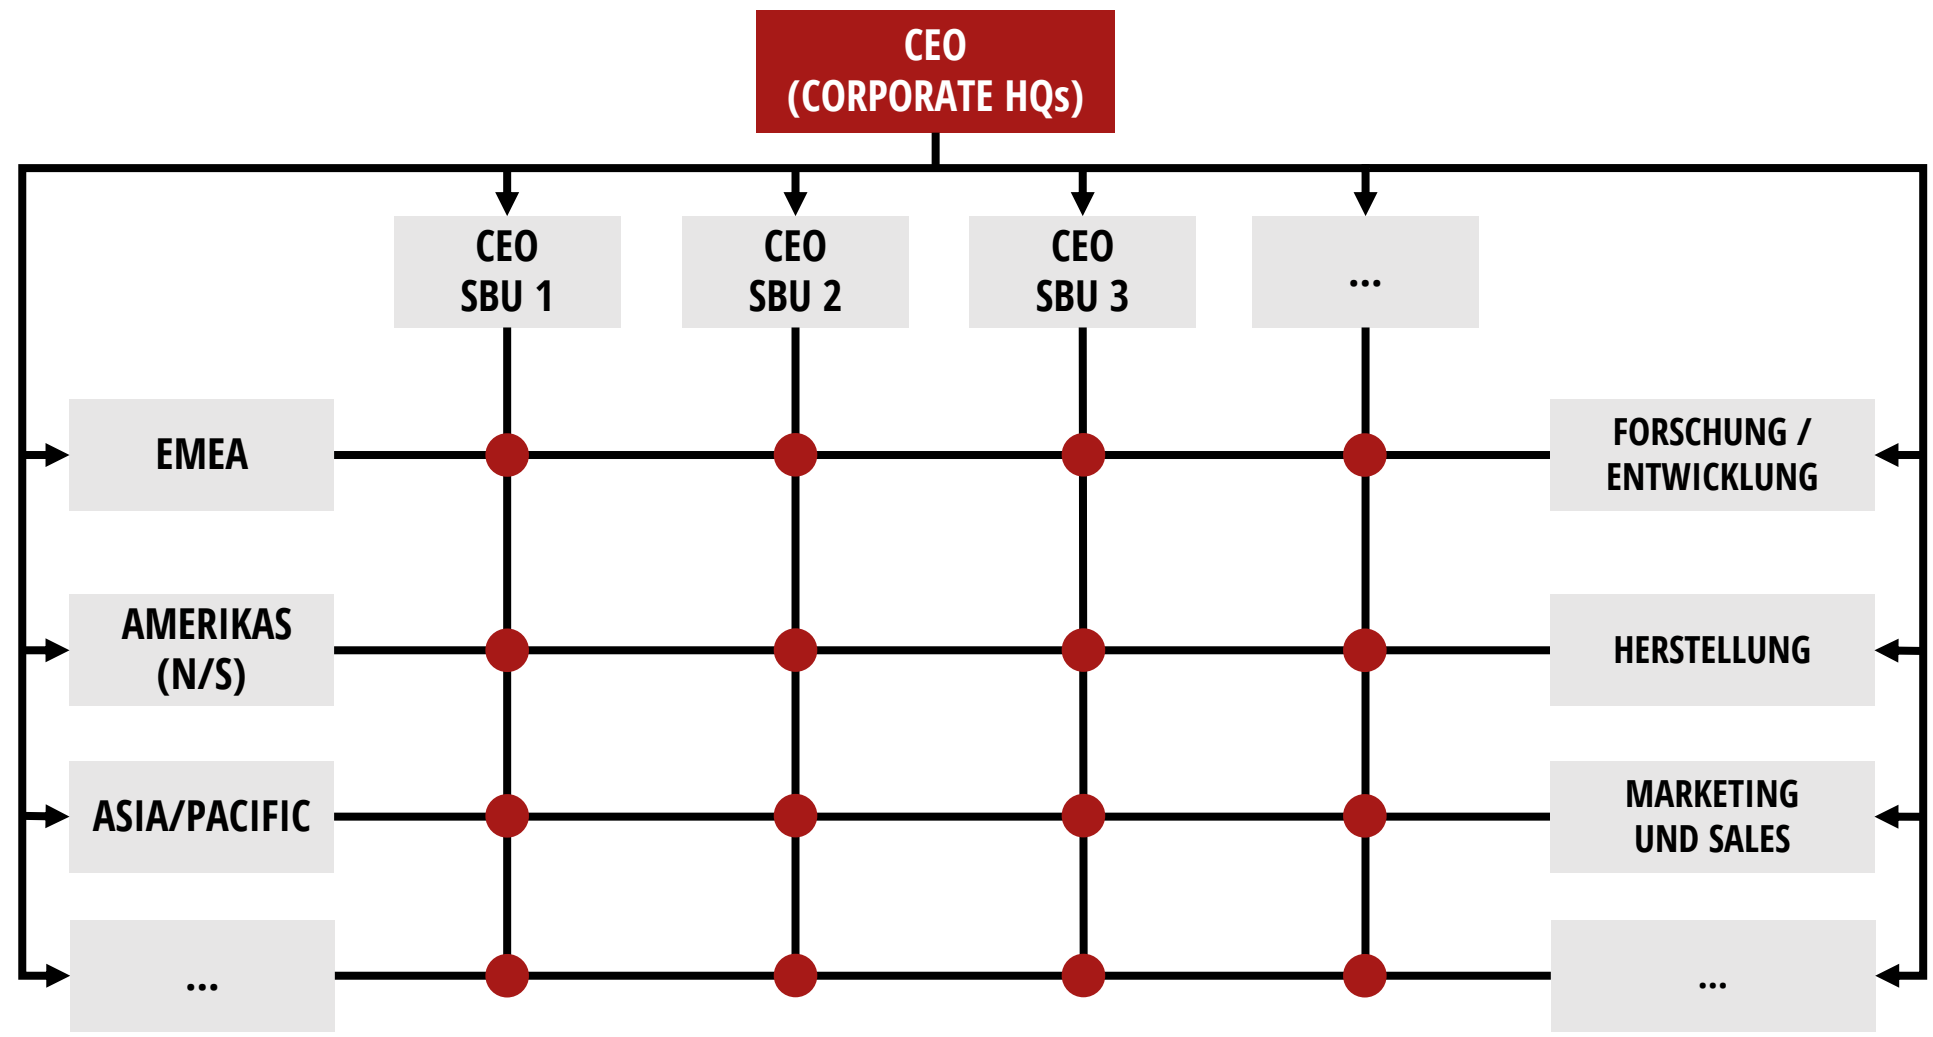 CEO
(CORPORATE HQs)
CEO
SBU 1
CEO
SBU 2
CEO
SBU 3
...
EMEA
FORSCHUNG /
ENTWICKLUNG
AMERIKAS
(N/S)
HERSTELLUNG
ASIA/PACIFIC
MARKETING
UND SALES
...
...